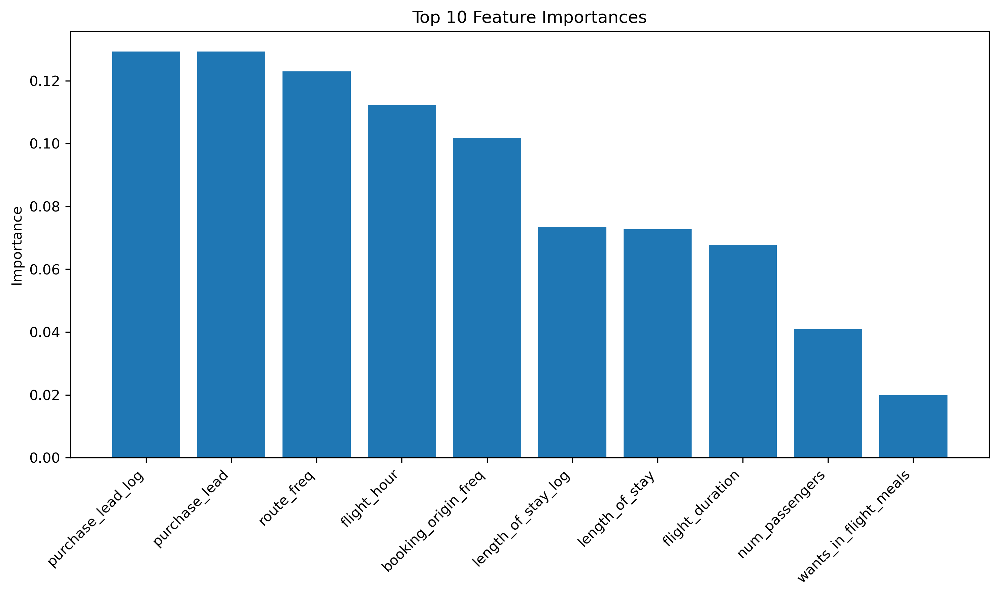 Top 10 Feature Importances
Importance
0.12
0.10
0.08
0.06
0.04
0.02
0.00
purchase_lead_log
purchase_lead
route_freq
flight_hour
booking_origin_freq
length_of_stay_log
length_of_stay
flight_duration
num_passengers
wants_in_flight_meals